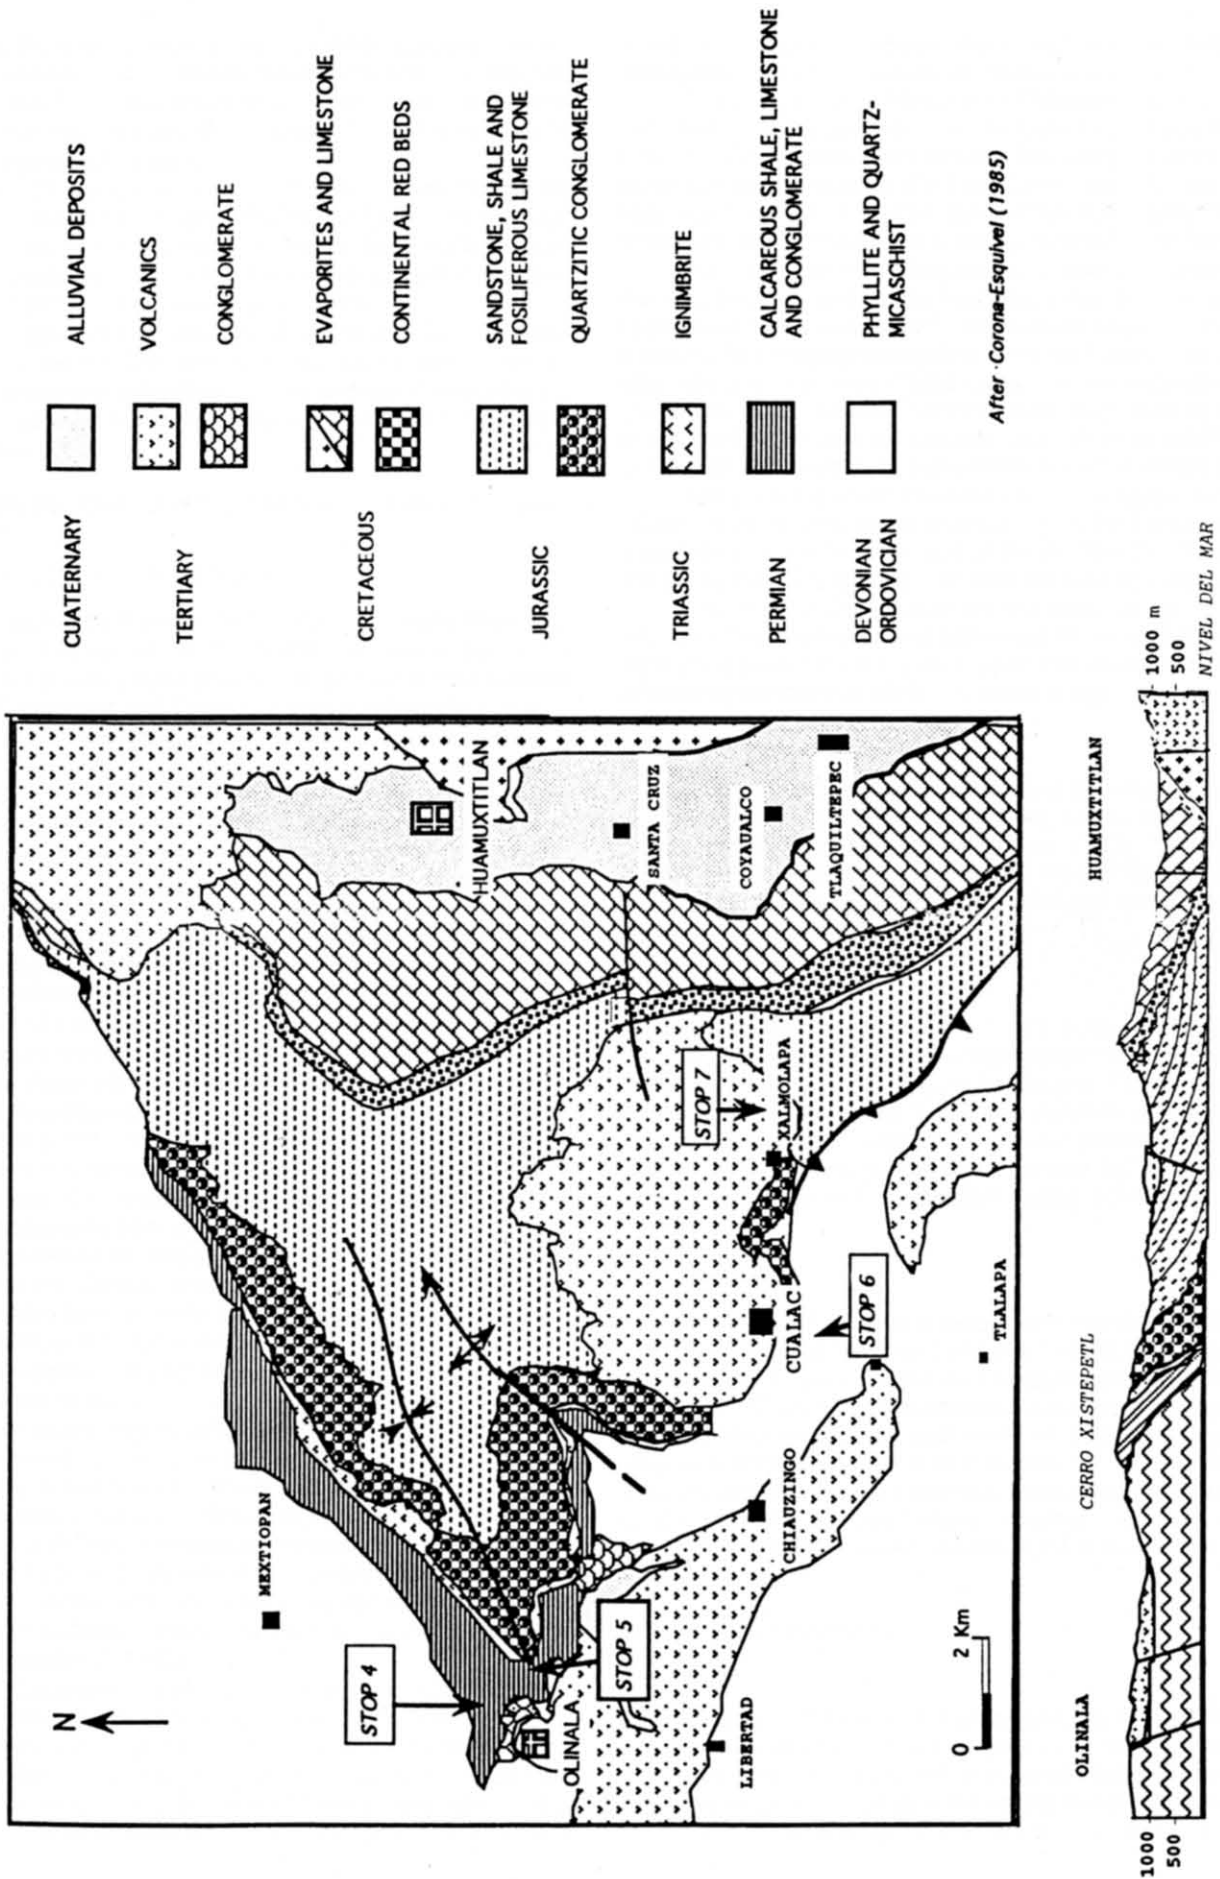 N
MEXTIOPAN
STOP 4
OLINALA
STOP 5
LIBERTAD
CHIAUZINGO
CUALAC
STOP 6
TLALAPA
STOP 7
XALMOLAPA
HUAMUXTITLAN
SANTA CRUZ
COYAUALCO
TLAQUILTEPEC
0 2 Km
CUATERNARY
ALLUVIAL DEPOSITS
TERTIARY
VOLCANICS
CONGLOMERATE
CRETACEOUS
EVAPORITES AND LIMESTONE
CONTINENTAL RED BEDS
JURASSIC
SANDSTONE, SHALE AND
FOSILIFEROUS LIMESTONE
QUARTZITIC CONGLOMERATE
TRIASSIC
IGNIMBRITE
PERMIAN
CALCAREOUS SHALE, LIMESTONE
AND CONGLOMERATE
DEVONIAN
ORDOVICIAN
PHYLLITE AND QUARTZ-
MICASCHIST
After Corona-Esquivel (1985)
OLINALA
CERRO XISTEPETL
HUAMUXTITLAN
1000
500
1000 m
500
NIVEL DEL MAR